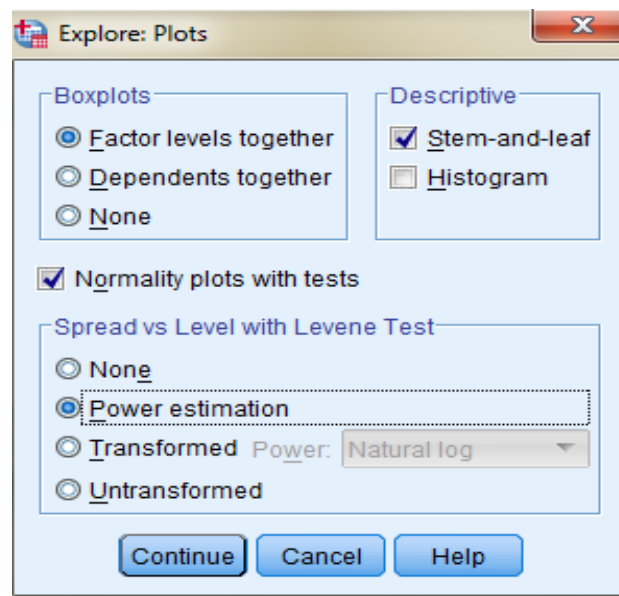 Explore: Plots
Boxplots
Factor levels together
Dependents together
None
Descriptive
Stem-and-leaf
Histogram
Normality plots with tests
Spread vs Level with Levene Test
None
Power estimation
Transformed Power: Natural log
Untransformed
Continue Cancel Help